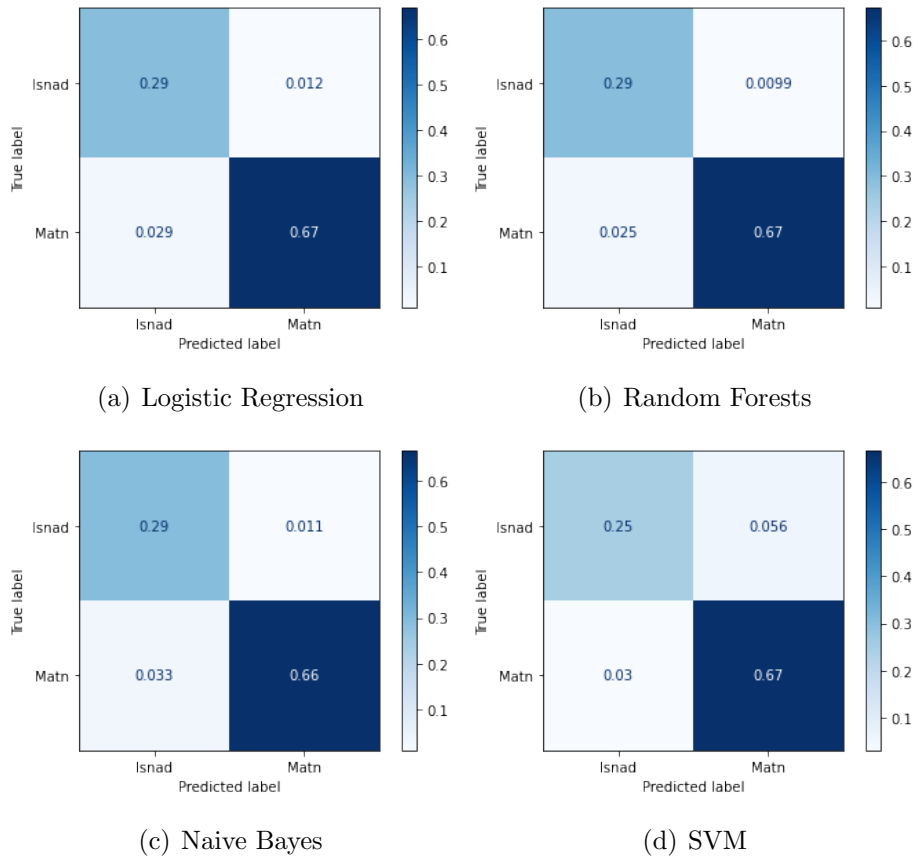 Isnad
0.29
0.012
True label
Matn
0.029
0.67
Isnad
Matn
Predicted label
0.6
0.5
0.4
0.3
0.2
0.1
(a) Logistic Regression
Isnad
0.29
0.0099
True label
Matn
0.025
0.67
Isnad
Matn
Predicted label
0.6
0.5
0.4
0.3
0.2
0.1
(b) Random Forests
Isnad
0.29
0.011
True label
Matn
0.033
0.66
Isnad
Matn
Predicted label
0.6
0.5
0.4
0.3
0.2
0.1
(c) Naive Bayes
Isnad
0.25
0.056
True label
Matn
0.03
0.67
Isnad
Matn
Predicted label
0.6
0.5
0.4
0.3
0.2
0.1
(d) SVM